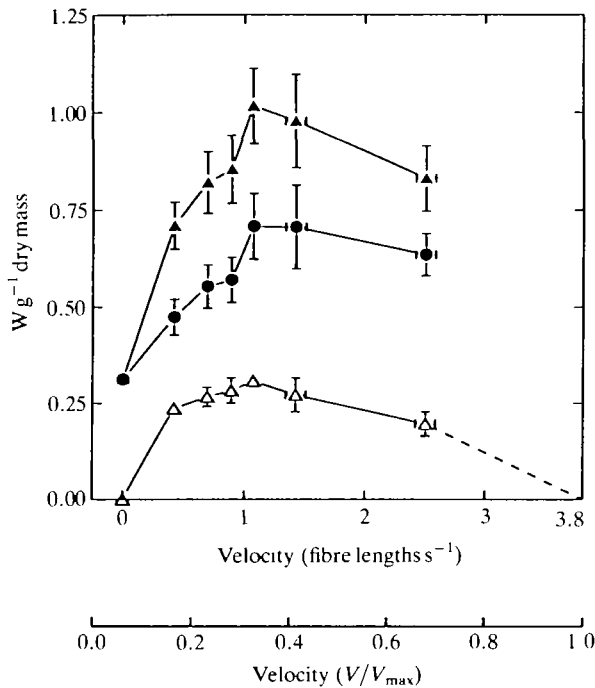 1.25
1.00
0.75
0.50
0.25
0.00
W g⁻¹ dry mass
0 1 2 3 3.8
Velocity (fibre lengths s⁻¹)
0.0 0.2 0.4 0.6 0.8 1 0
Velocity (V/Vmax)